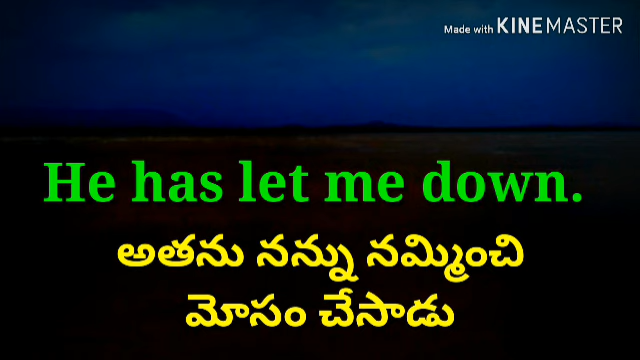 Made with KINEMASTER
He has let me down.
అతను నన్ను నమ్మించి
మోసం చేసాడు